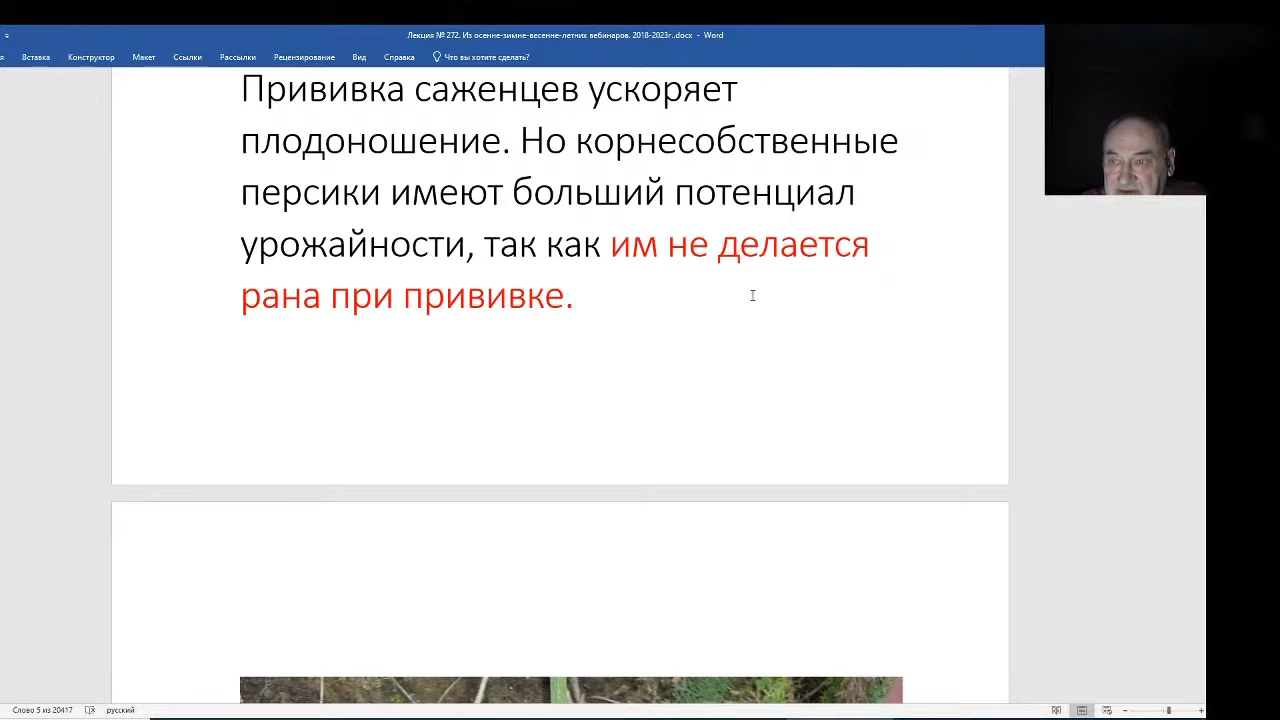 Лекция № 272. Из осенне-зимне-весенне-летних вебинаров. 2018-2023г..docx - Word
я Вставка Конструктор Макет Ссылки Рассылки Рецензирование Вид Справка Что вы хотите сделать?
Прививка саженцев ускоряет
плодоношение. Но корнесобственные
персики имеют больший потенциал
урожайности, так как им не делается
рана при прививке.
Слово 5 из 20417 русский